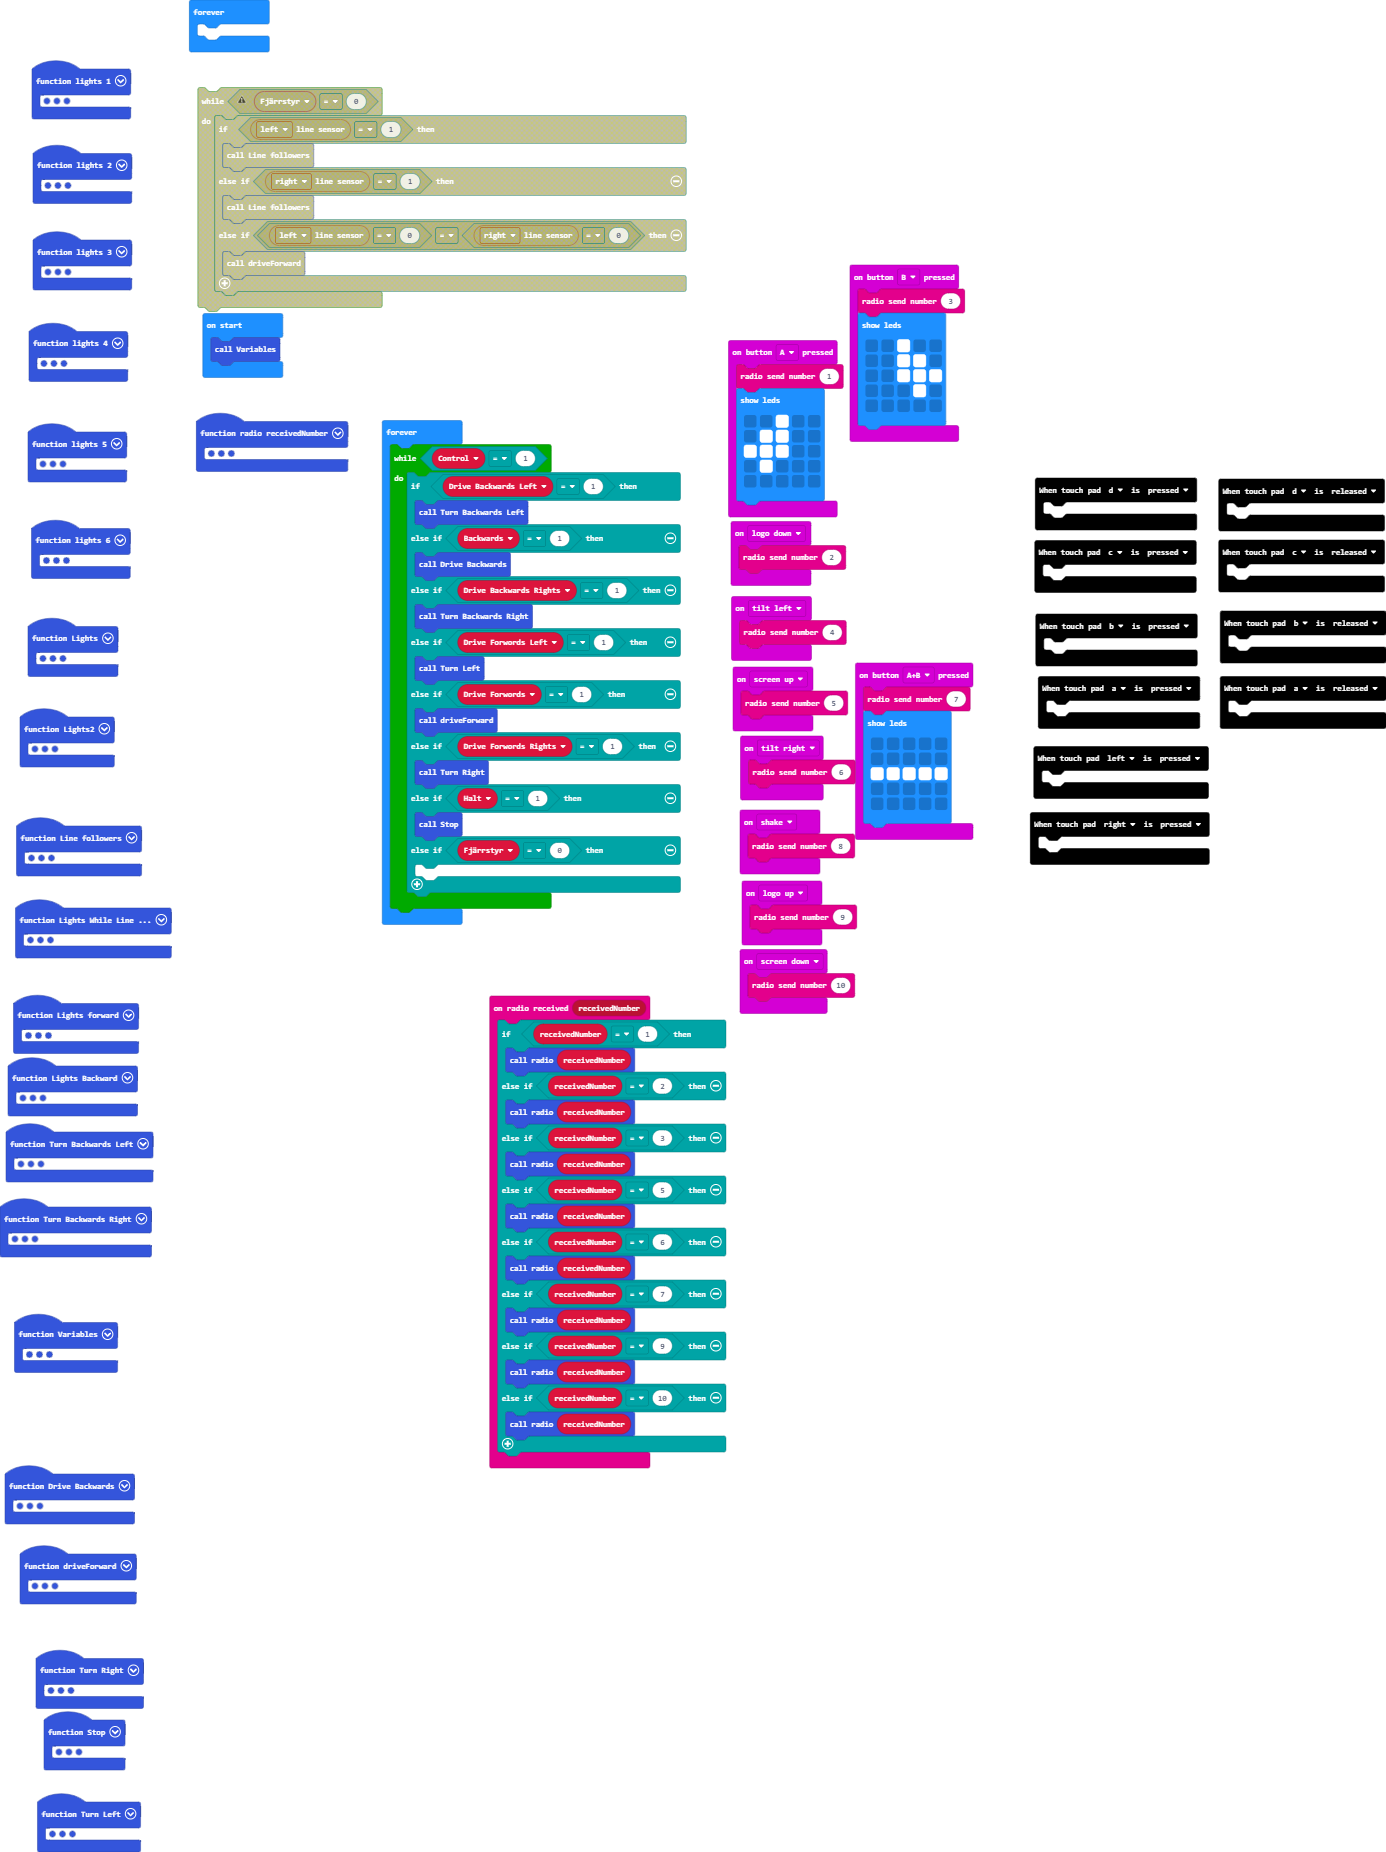 forever
function lights 1
function lights 2
function lights 3
function lights 4
function lights 5
function lights 6
function Lights
function Lights2
function Line followers
function Lights While Line ...
function Lights forward
function Lights Backward
function Turn Backwards Left
function Turn Backwards Right
function Variables
function Drive Backwards
function driveForward
function Turn Right
function Stop
function Turn Left
while Fjärrstyr = 0
do
if left line sensor = 1 then
call Line followers
else if right line sensor = 1 then
call Line followers
else if left line sensor = 0 = right line sensor = 0 then
call driveForward
on start
call Variables
function radio receivedNumber
forever
while Control = 1
do
if Drive Backwards Left = 1 then
call Turn Backwards Left
else if Backwards = 1 then
call Drive Backwards
else if Drive Backwards Rights = 1 then
call Turn Backwards Right
else if Drive Forwords Left = 1 then
call Turn Left
else if Drive Forwords = 1 then
call driveForward
else if Drive Forwords Rights = 1 then
call Turn Right
else if Halt = 1 then
call Stop
else if Fjärrstyr = 0 then
on radio received receivedNumber
if receivedNumber = 1 then
call radio receivedNumber
else if receivedNumber = 2 then
call radio receivedNumber
else if receivedNumber = 3 then
call radio receivedNumber
else if receivedNumber = 5 then
call radio receivedNumber
else if receivedNumber = 6 then
call radio receivedNumber
else if receivedNumber = 7 then
call radio receivedNumber
else if receivedNumber = 9 then
call radio receivedNumber
else if receivedNumber = 10 then
call radio receivedNumber
on button B pressed
radio send number 3
show leds
on button A pressed
radio send number 1
show leds
on logo down
radio send number 2
on tilt left
radio send number 4
on screen up
radio send number 5
on tilt right
radio send number 6
on shake
radio send number 8
on logo up
radio send number 9
on screen down
radio send number 10
on button A+B pressed
radio send number 7
show leds
When touch pad d is pressed
When touch pad d is released
When touch pad c is pressed
When touch pad c is released
When touch pad b is pressed
When touch pad b is released
When touch pad a is pressed
When touch pad a is released
When touch pad left is pressed
When touch pad right is pressed